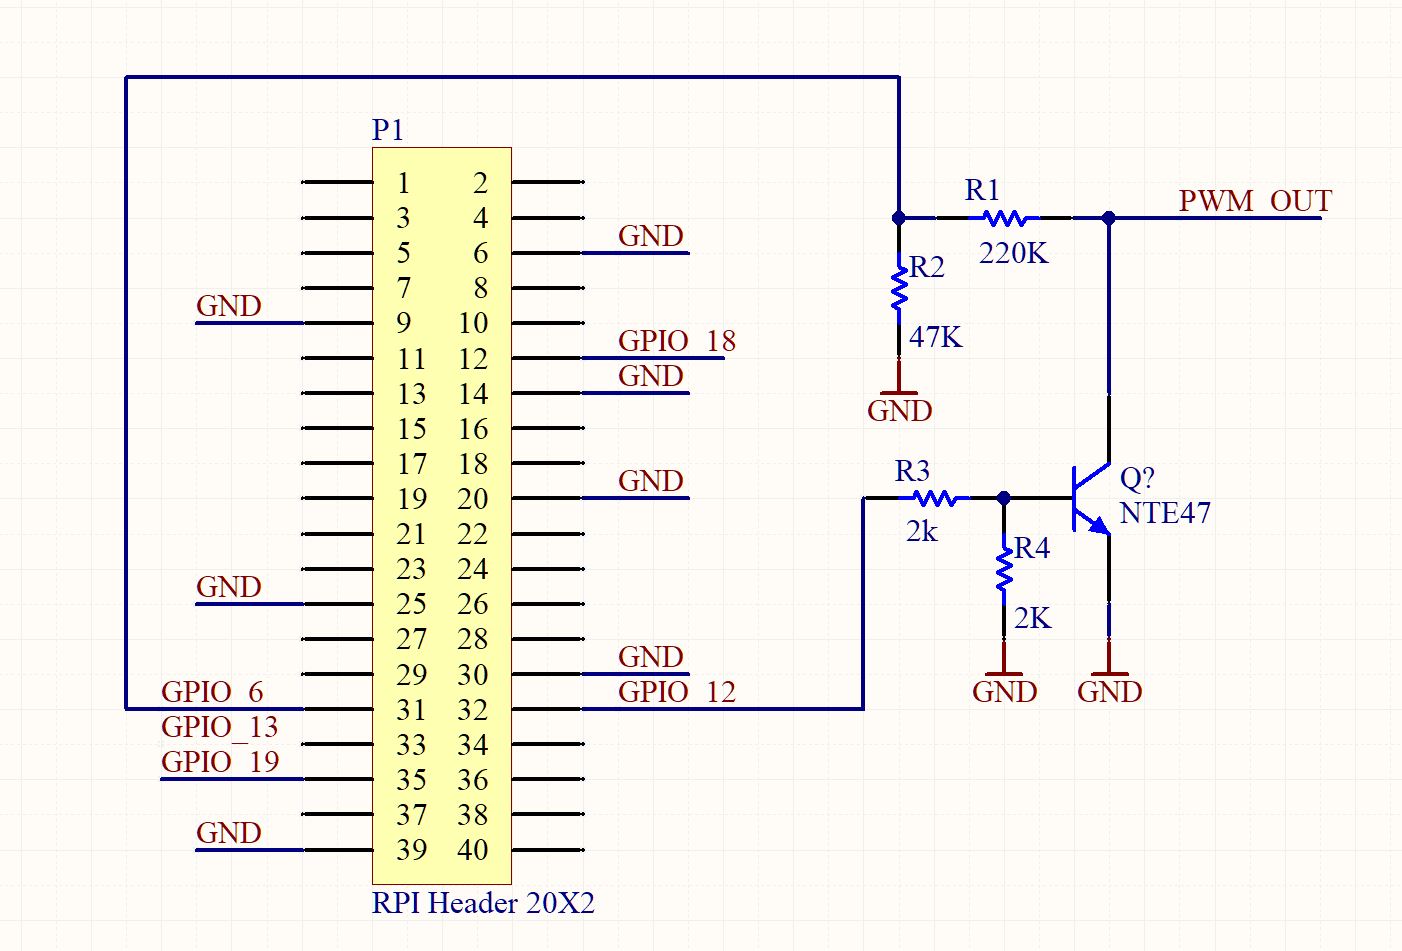 P1
1 2
3 4
5 6 GND
7 8
GND 9 10
11 12 GPIO_18
13 14 GND
15 16
17 18
19 20 GND
21 22
23 24
GND 25 26
27 28
29 30 GND
GPIO_6 31 32 GPIO_12
GPIO_13 33 34
GPIO_19 35 36
37 38
GND 39 40
RPI Header 20X2
R1
220K
PWM_OUT
R2
47K
GND
R3
2k
Q?
NTE47
R4
2K
GND
GND